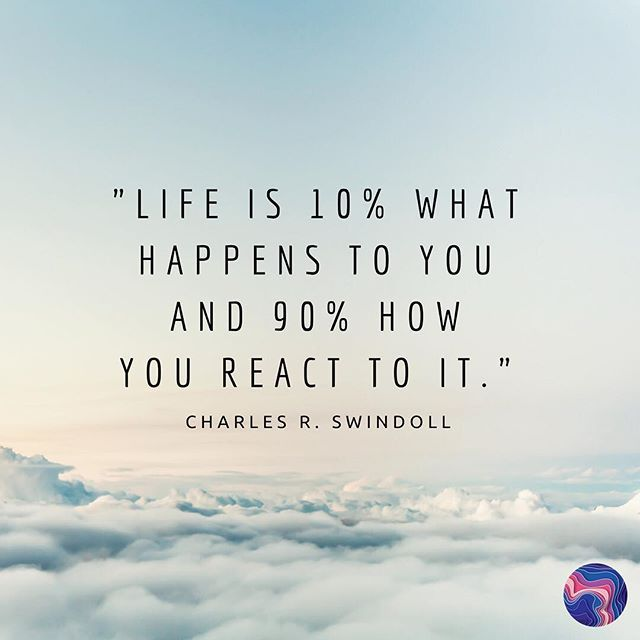 "LIFE IS 10% WHAT
HAPPENS TO YOU
AND 90% HOW
YOU REACT TO IT."
CHARLES R. SWINDOLL